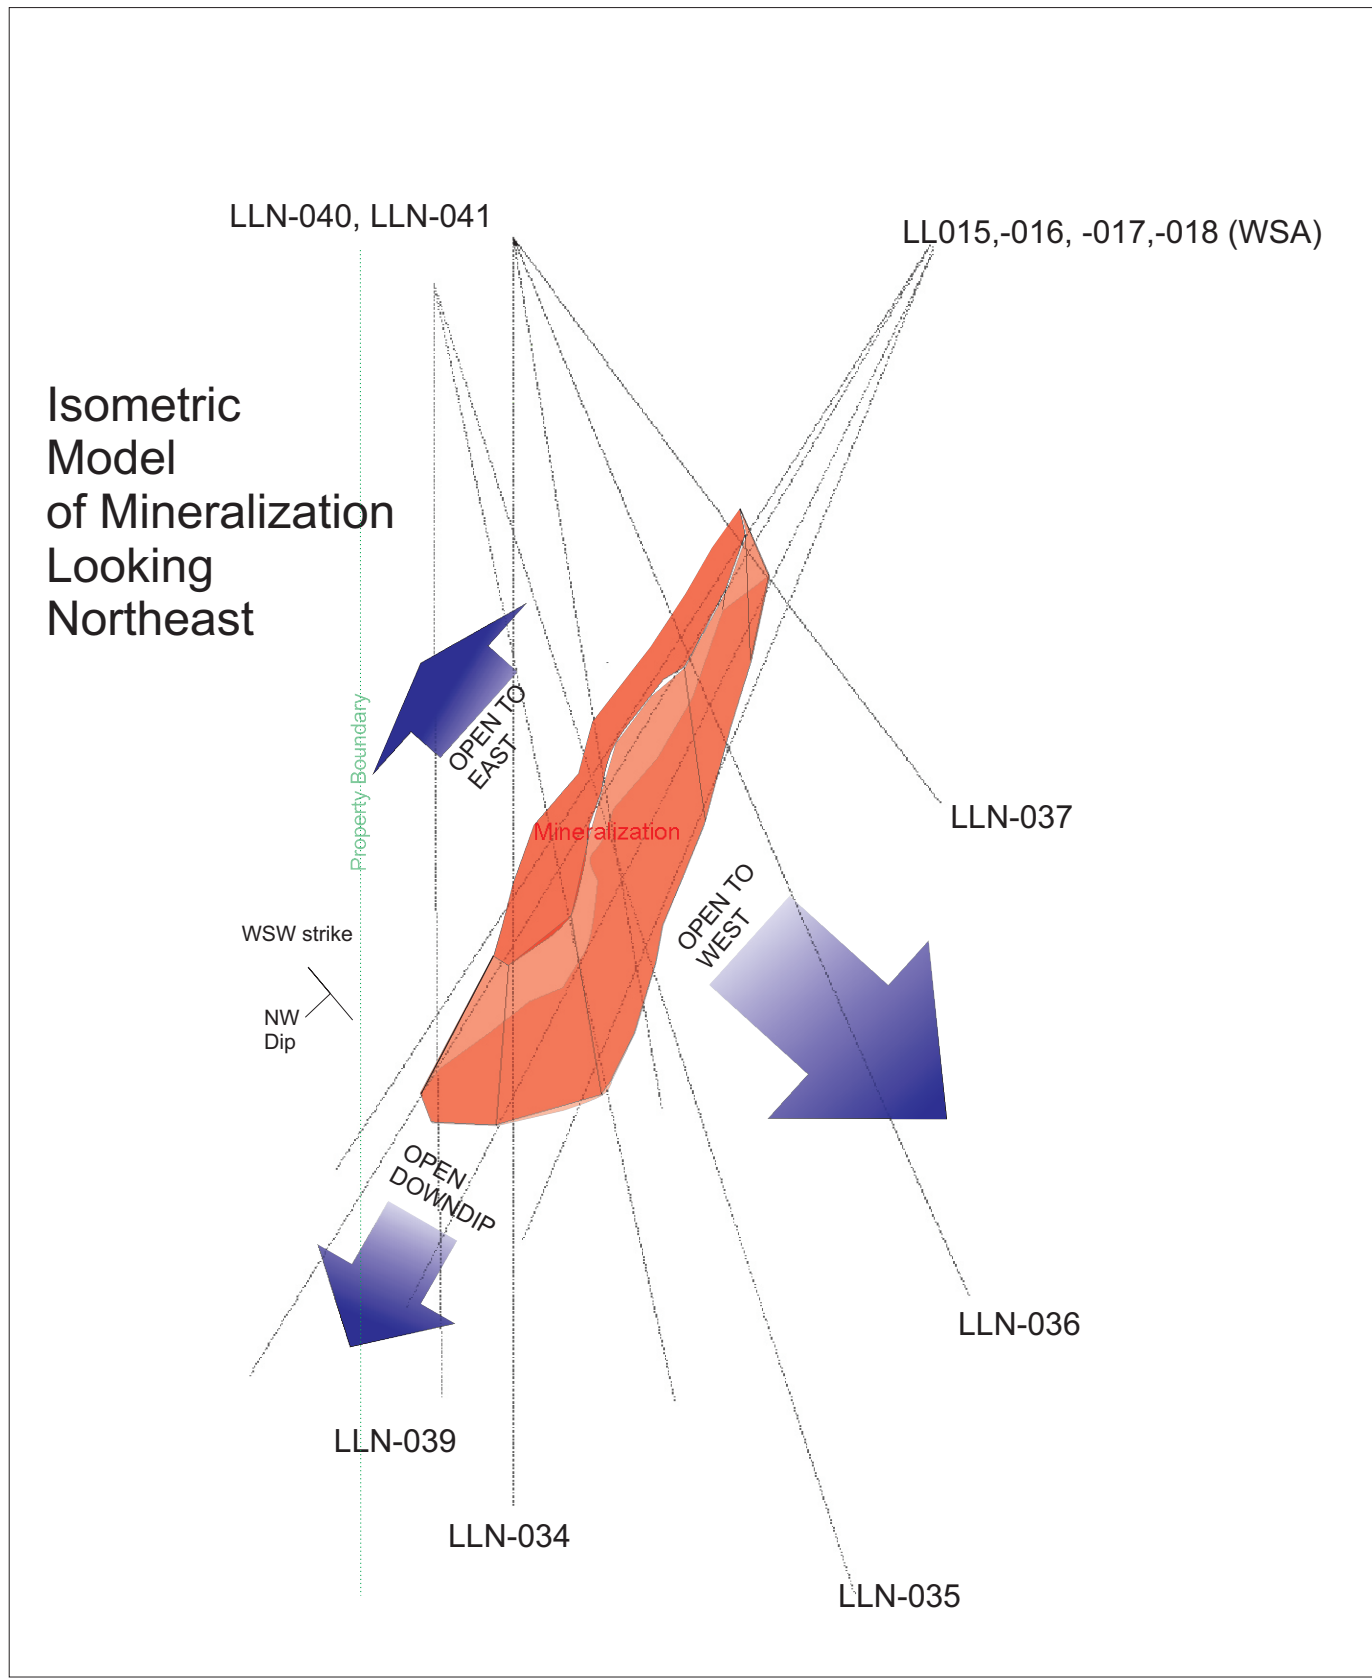 LLN-040, LLN-041
LL015,-016, -017,-018 (WSA)
Isometric
Model
of Mineralization
Looking
Northeast
OPEN TO
EAST
Property Boundary
Mineralization
LLN-037
OPEN TO
WEST
WSW strike
NW
Dip
OPEN
DOWNDIP
LLN-036
LLN-039
LLN-034
LLN-035